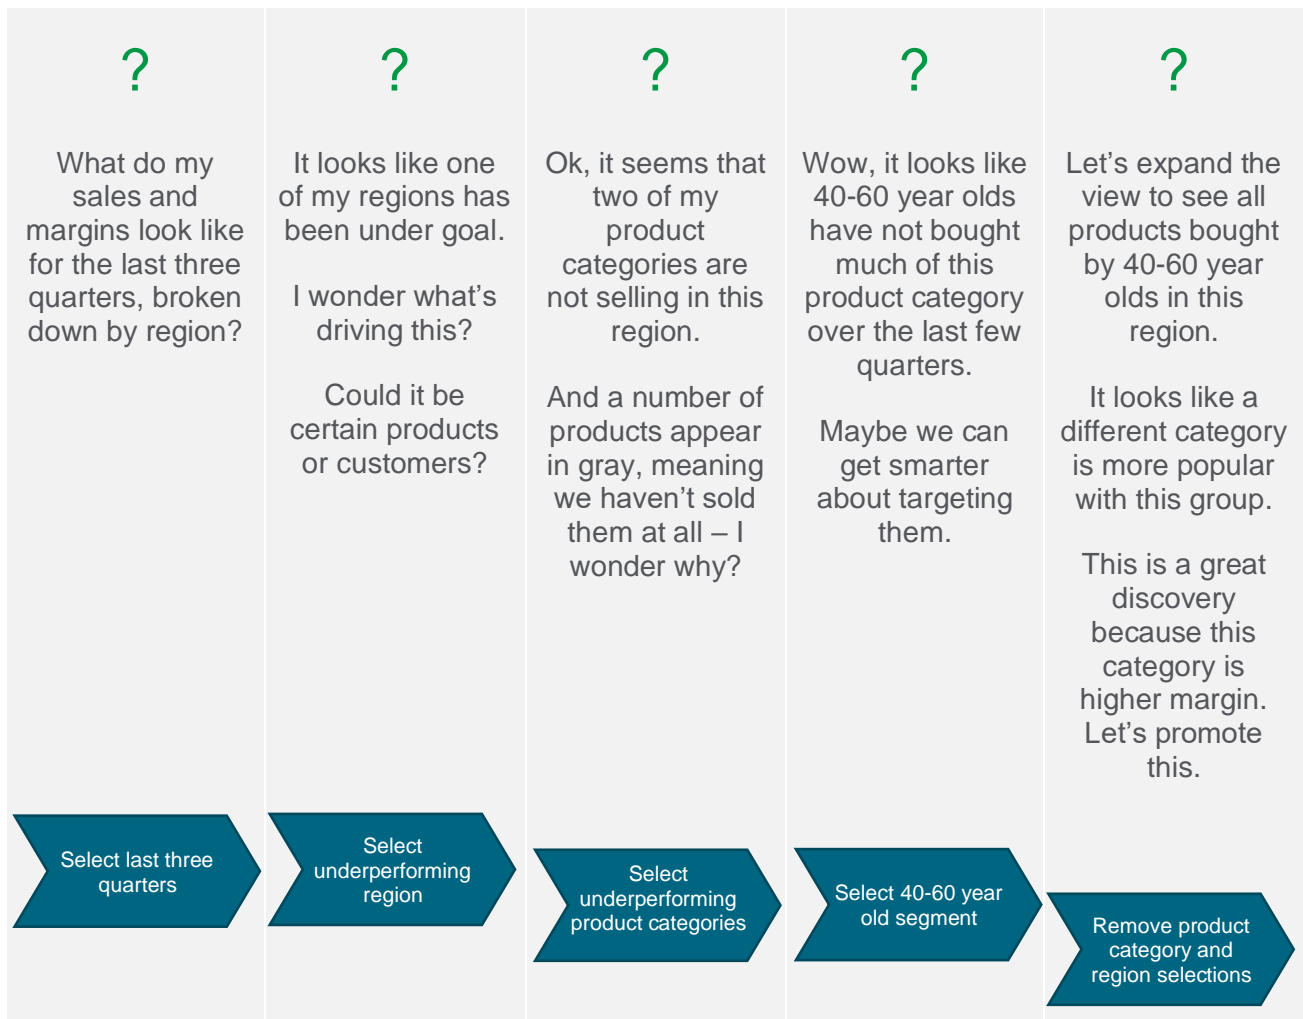 ?
What do my
sales and
margins look like
for the last three
quarters, broken
down by region?
Select last three
quarters
?
It looks like one
of my regions has
been under goal.
I wonder what’s
driving this?
Could it be
certain products
or customers?
Select
underperforming
region
?
Ok, it seems that
two of my
product
categories are
not selling in this
region.
And a number of
products appear
in gray, meaning
we haven’t sold
them at all – I
wonder why?
Select
underperforming
product categories
?
Wow, it looks like
40-60 year olds
have not bought
much of this
product category
over the last few
quarters.
Maybe we can
get smarter
about targeting
them.
Select 40-60 year
old segment
?
Let’s expand the
view to see all
products bought
by 40-60 year
olds in this
region.
It looks like a
different category
is more popular
with this group.
This is a great
discovery
because this
category is
higher margin.
Let’s promote
this.
Remove product
category and
region selections